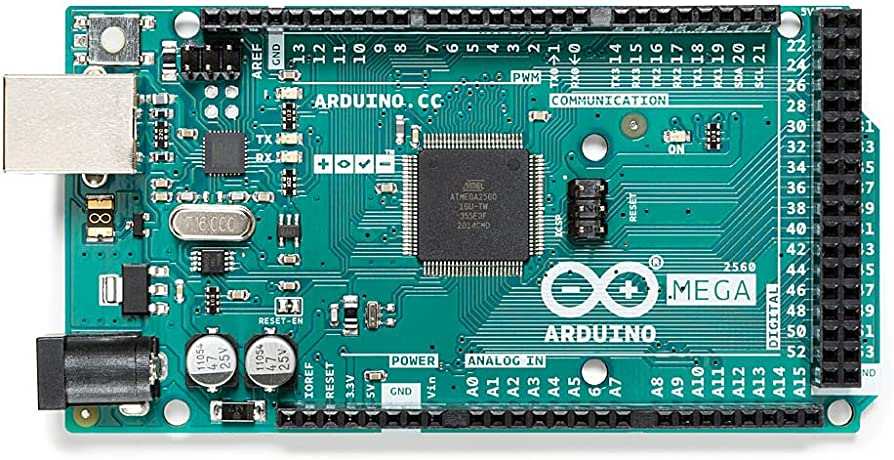 5V
AREF
GND
13
12
11
10
9
8
7
6
5
4
3
2
TX0→1
RX0←0
TX3 14
RX3 15
TX2 16
RX2 17
TX1 18
RX1 19
SDA 20
SCL 21
PWM
COMMUNICATION
ARDUINO.CC
L
TX
RX
ON
T16.000
ATMEL
ATMEGA2560
16U-TW
355E3F
2014CMD
ICSP
RESET
22
24
26
28
30
32
34
36
38
40
42
44
46
48
50
52
DIGITAL
®
2560
MEGA
ARDUINO
RESET-EN
11054
47
25V
11054
47
25V
POWER
ANALOG IN
IOREF
RESET
3.3V
5V
GND
Vin
A0
A1
A2
A3
A4
A5
A6
A7
A8
A9
A10
A11
A12
A13
A14
A15